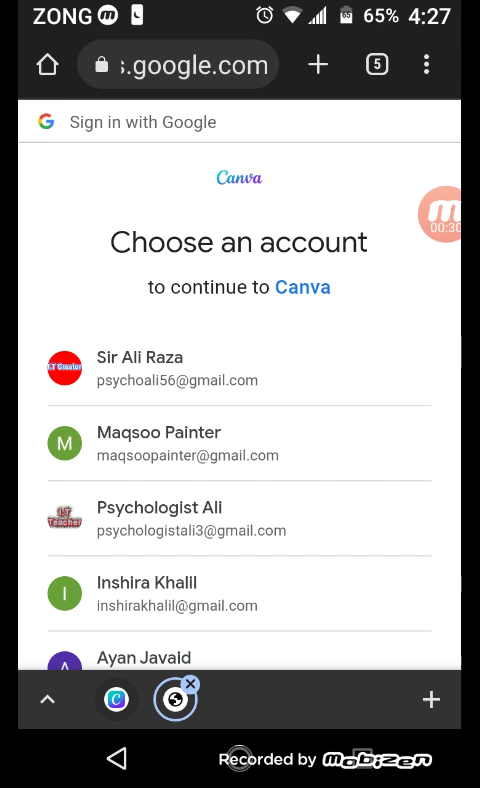 ZONG 65 65% 4:27
s.google.com 5
G Sign in with Google
Canva
00:30
Choose an account
to continue to Canva
Sir Ali Raza
psychoali56@gmail.com
M Maqsoo Painter
maqsoopainter@gmail.com
Psychologist Ali
Teacher psychologistali3@gmail.com
I Inshira Khalil
inshirakhalil@gmail.com
A Ayan Javaid
C
Recorded by Mobizen